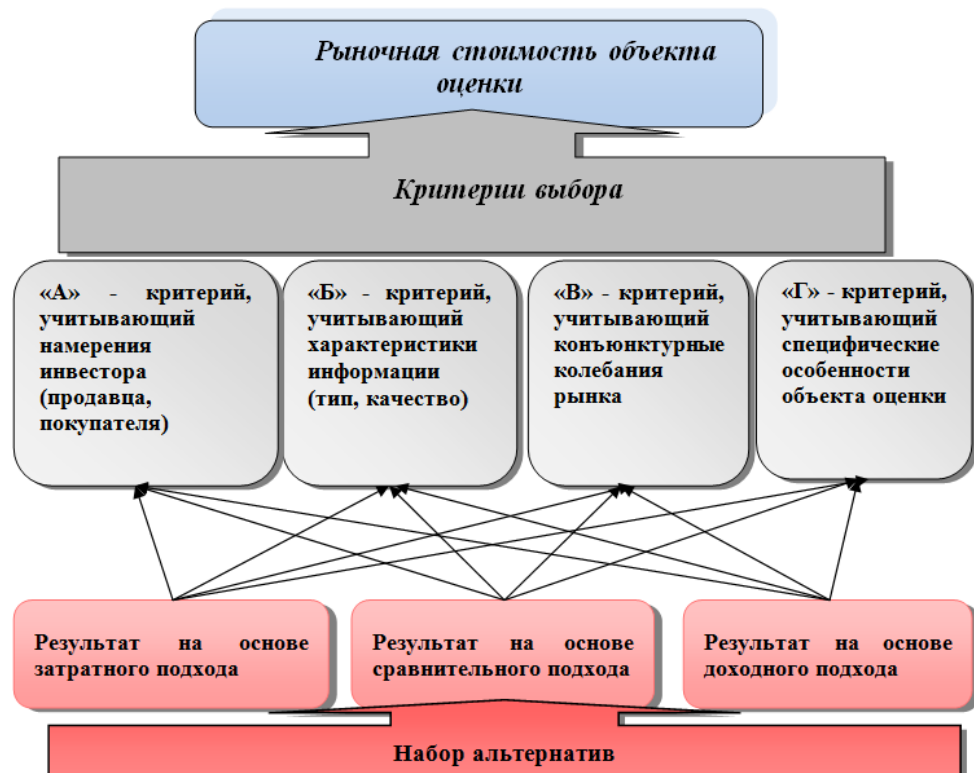 Рыночная стоимость объекта
оценки
Критерии выбора
«А» - критерий,
учитывающий
намерения
инвестора
(продавца,
покупателя)
«Б» - критерий,
учитывающий
характеристики
информации
(тип, качество)
«В» - критерий,
учитывающий
конъюнктурные
колебания
рынка
«Г» - критерий,
учитывающий
специфические
особенности
объекта оценки
Результат на основе
затратного подхода
Результат на основе
сравнительного подхода
Результат на основе
доходного подхода
Набор альтернатив